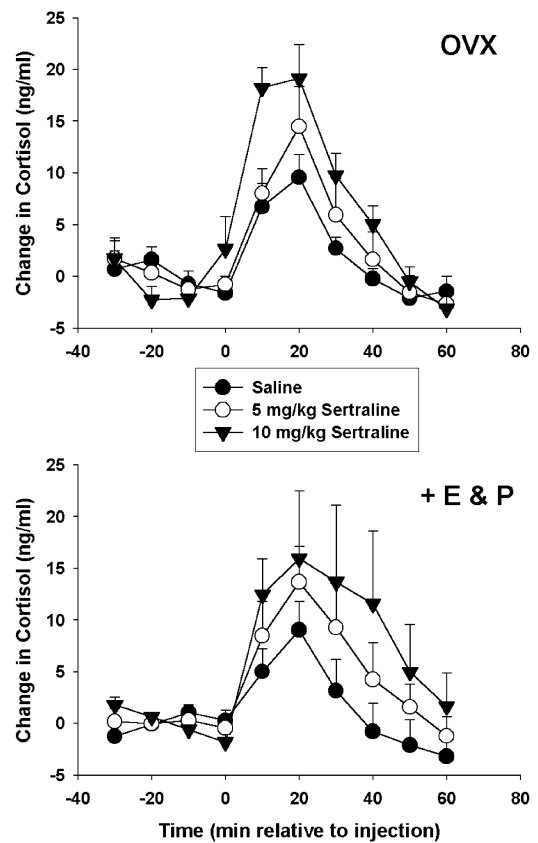 OVX
Change in Cortisol (ng/ml)
25
20
15
10
5
0
-5
-40 -20 0 20 40 60 80
Saline
5 mg/kg Sertraline
10 mg/kg Sertraline
+ E & P
Change in Cortisol (ng/ml)
25
20
15
10
5
0
-5
-40 -20 0 20 40 60 80
Time (min relative to injection)